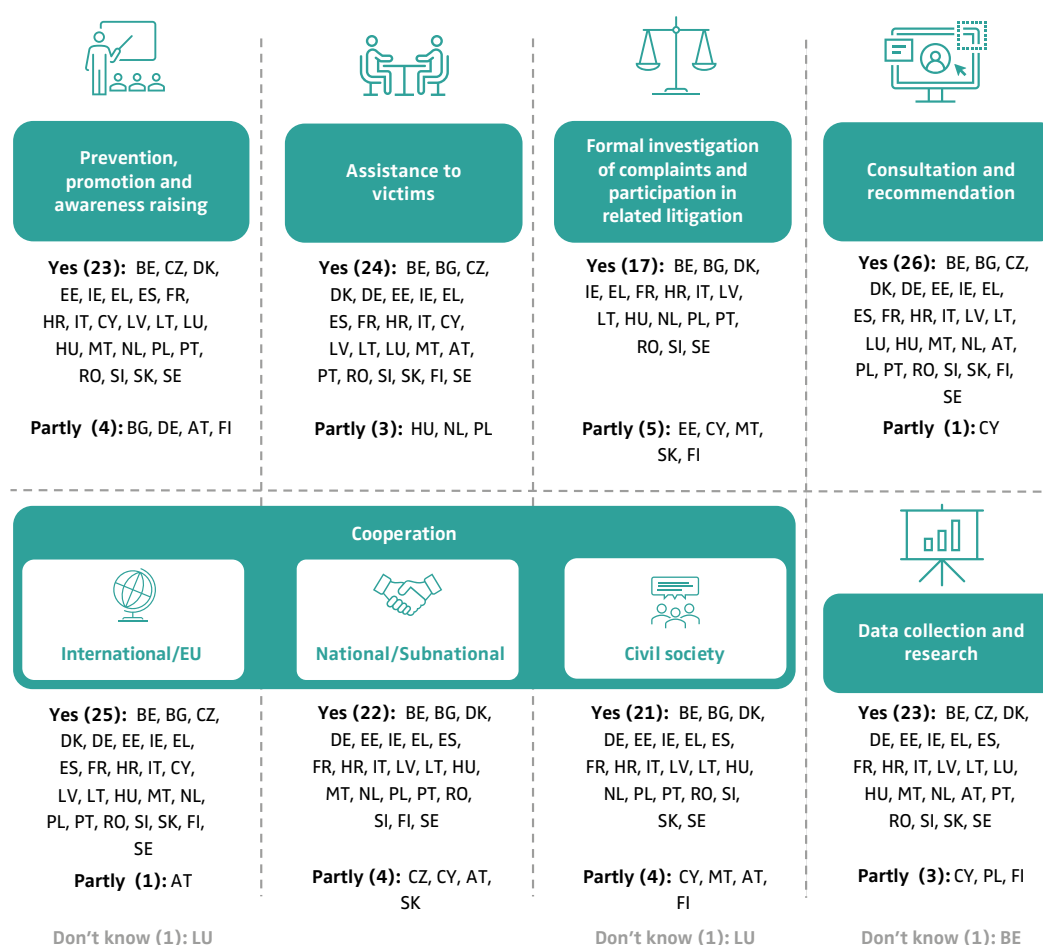 Prevention,
promotion and
awareness raising
Yes (23): BE, CZ, DK,
EE, IE, EL, ES, FR,
HR, IT, CY, LV, LT, LU,
HU, MT, NL, PL, PT,
RO, SI, SK, SE
Partly (4): BG, DE, AT, FI
Assistance to
victims
Yes (24): BE, BG, CZ,
DK, DE, EE, IE, EL,
ES, FR, HR, IT, CY,
LV, LT, LU, MT, AT,
PT, RO, SI, SK, FI, SE
Partly (3): HU, NL, PL
Formal investigation
of complaints and
participation in
related litigation
Yes (17): BE, BG, DK,
IE, EL, FR, HR, IT, LV,
LT, HU, NL, PL, PT,
RO, SI, SE
Partly (5): EE, CY, MT,
SK, FI
Consultation and
recommendation
Yes (26): BE, BG, CZ,
DK, DE, EE, IE, EL,
ES, FR, HR, IT, LV, LT,
LU, HU, MT, NL, AT,
PL, PT, RO, SI, SK, FI,
SE
Partly (1): CY
Cooperation
International/EU
Yes (25): BE, BG, CZ,
DK, DE, EE, IE, EL,
ES, FR, HR, IT, CY,
LV, LT, HU, MT, NL,
PL, PT, RO, SI, SK, FI,
SE
Partly (1): AT
Don't know (1): LU
National/Subnational
Yes (22): BE, BG, DK,
DE, EE, IE, EL, ES,
FR, HR, IT, LV, LT, HU,
MT, NL, PL, PT, RO,
SI, FI, SE
Partly (4): CZ, CY, AT,
SK
Civil society
Yes (21): BE, BG, DK,
DE, EE, IE, EL, ES,
FR, HR, IT, LV, LT, HU,
NL, PL, PT, RO, SI,
SK, SE
Partly (4): CY, MT, AT,
FI
Don't know (1): LU
Data collection and
research
Yes (23): BE, CZ, DK,
DE, EE, IE, EL, ES,
FR, HR, IT, LV, LT, LU,
HU, MT, NL, AT, PT,
RO, SI, SK, SE
Partly (3): CY, PL, FI
Don't know (1): BE